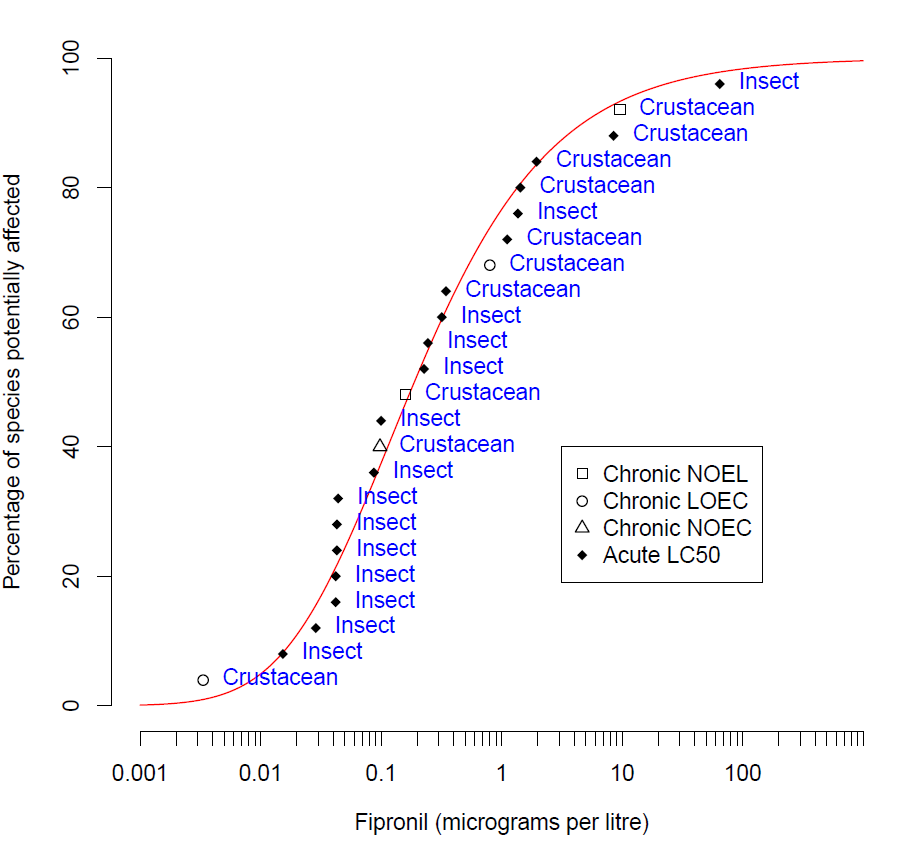 100
Insect
Crustacean
Crustacean
Crustacean
80
Crustacean
Insect
Crustacean
Crustacean
Crustacean
60
Insect
Insect
Insect
Crustacean
Insect
40
Crustacean
Insect
Insect
Insect
Insect
20
Insect
Insect
Insect
Insect
Crustacean
0
Percentage of species potentially affected
Chronic NOEL
Chronic LOEC
Chronic NOEC
Acute LC50
0.001 0.01 0.1 1 10 100
Fipronil (micrograms per litre)